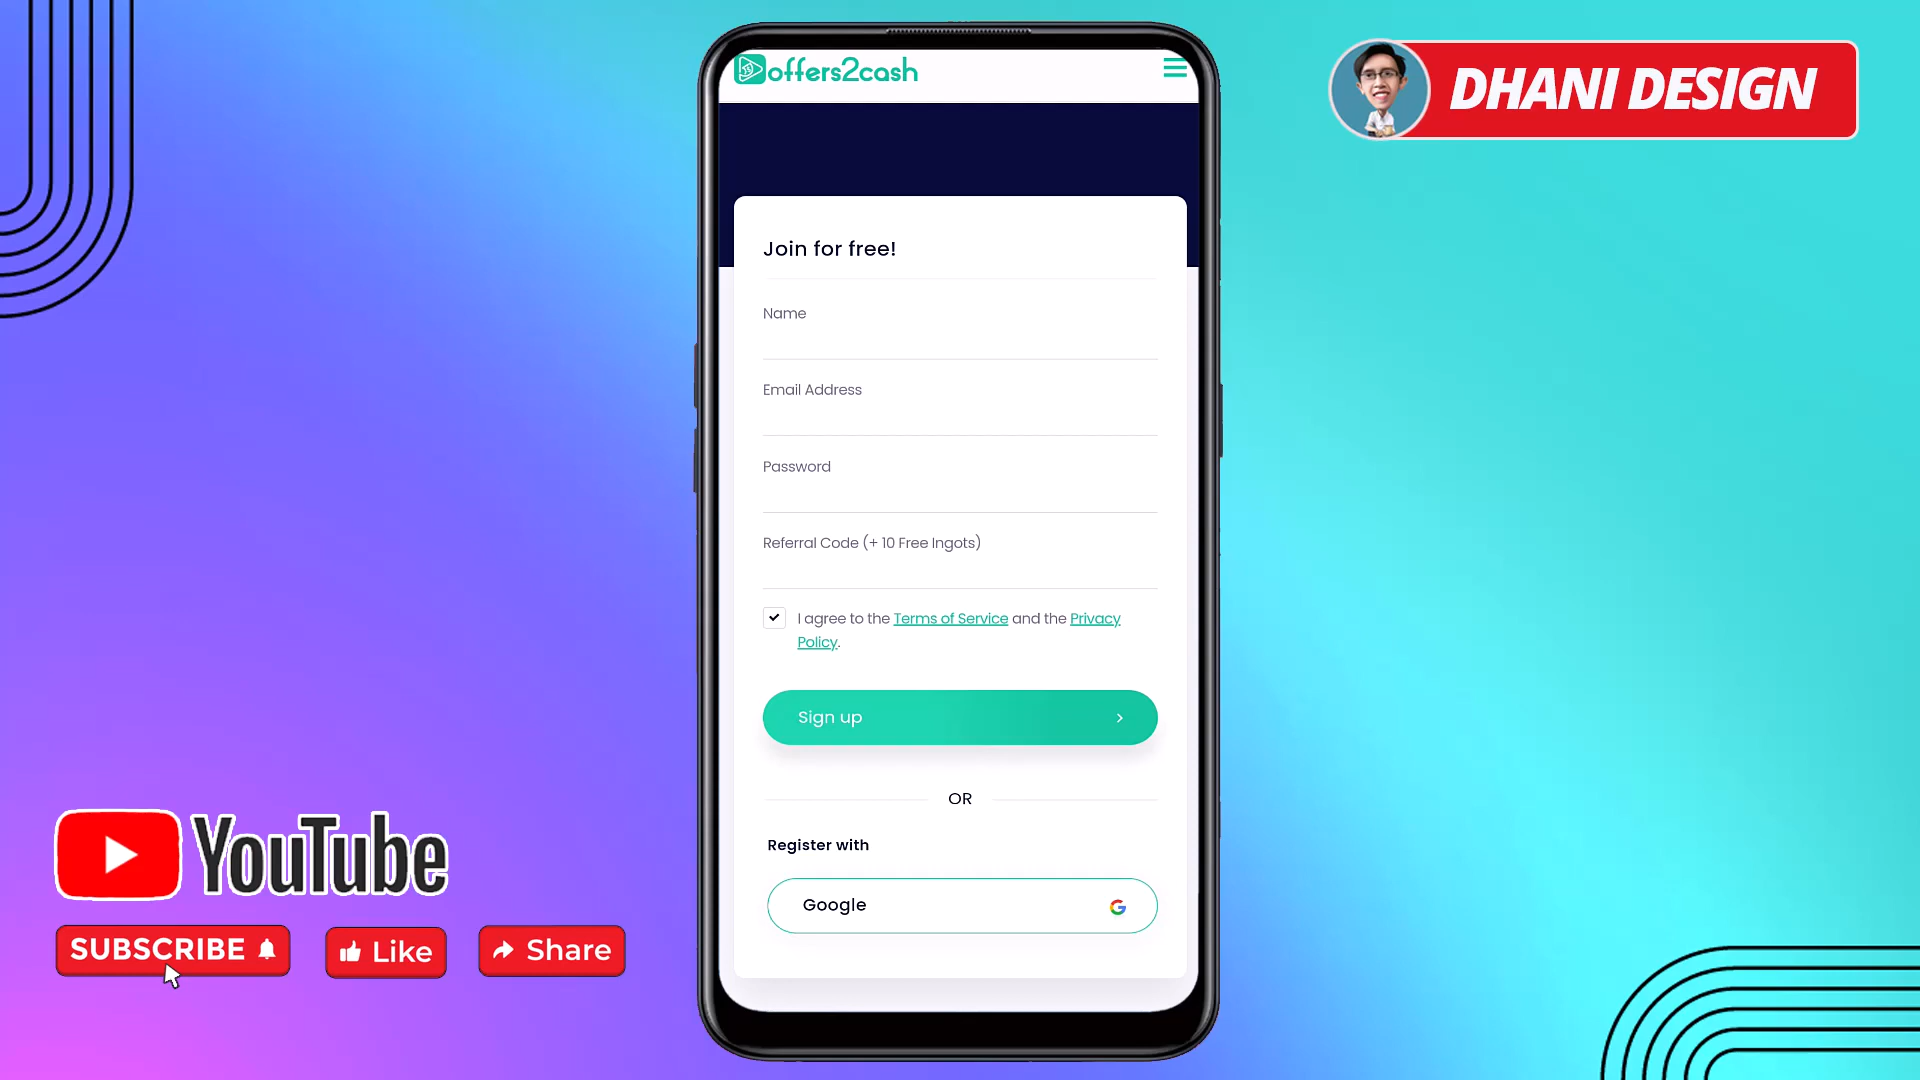 offers2cash
DHANI DESIGN
Join for free!
Name
Email Address
Password
Referral Code (+ 10 Free Ingots)
I agree to the Terms of Service and the Privacy
Policy.
Sign up
OR
Register with
Google
YouTube
SUBSCRIBE
Like
Share